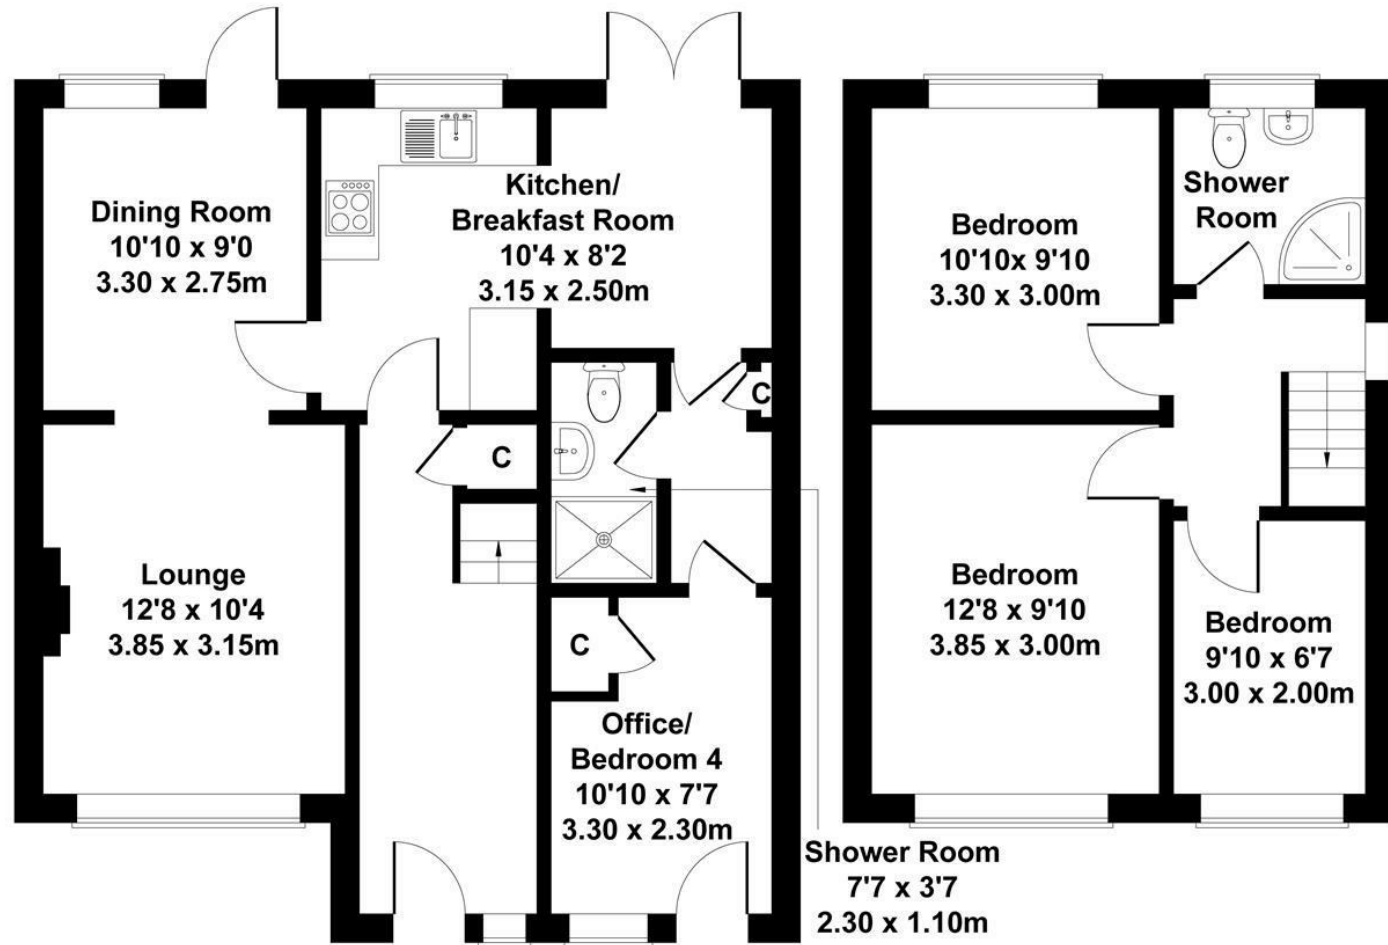 Dining Room
10'10 x 9'0
3.30 x 2.75m
Kitchen/
Breakfast Room
10'4 x 8'2
3.15 x 2.50m
C
C
Lounge
12'8 x 10'4
3.85 x 3.15m
C
Office/
Bedroom 4
10'10 x 7'7
3.30 x 2.30m
Shower Room
7'7 x 3'7
2.30 x 1.10m
Bedroom
10'10x 9'10
3.30 x 3.00m
Shower
Room
Bedroom
12'8 x 9'10
3.85 x 3.00m
Bedroom
9'10 x 6'7
3.00 x 2.00m